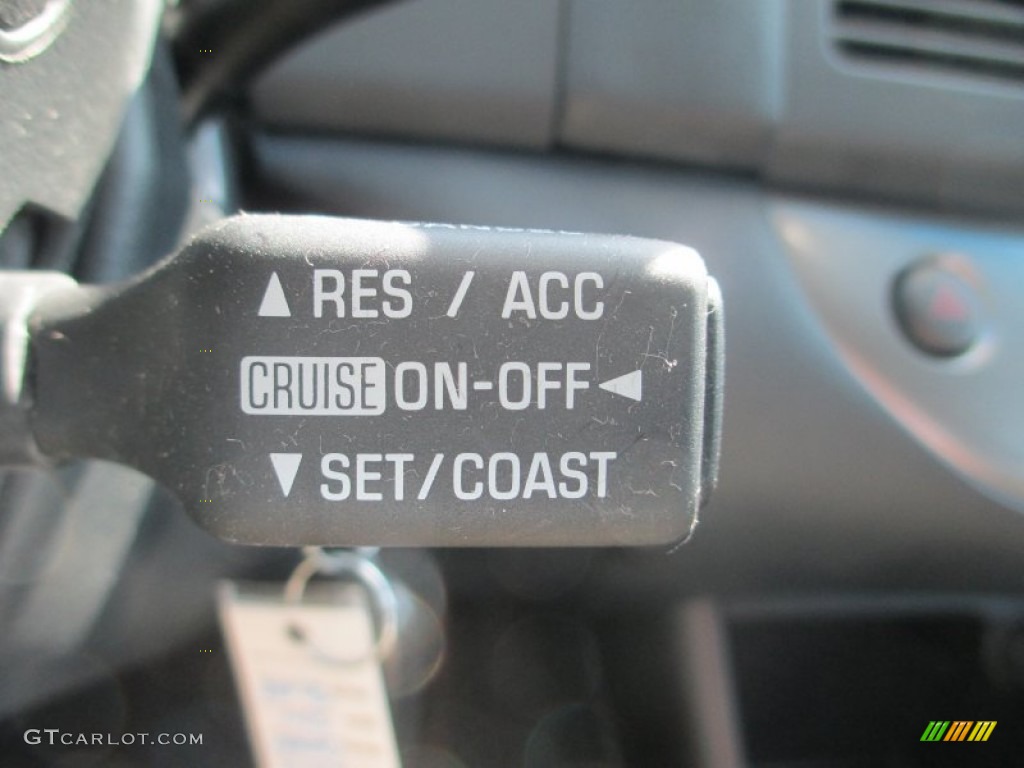 ▲ RES / ACC
CRUISE ON-OFF ◄
▼ SET/COAST
GTCARLOT.COM